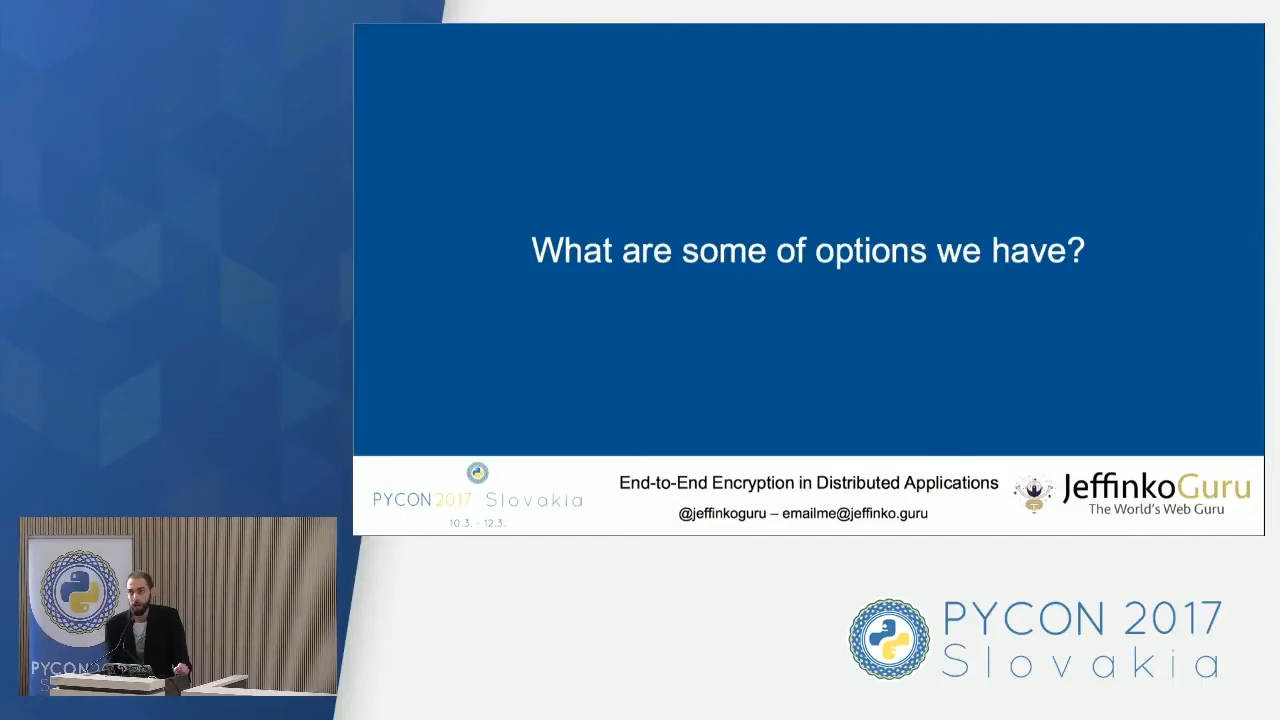 What are some of options we have?
PYCON 2017 Slovakia
10.3. - 12.3.
End-to-End Encryption in Distributed Applications
@jeffinkoguru – emailme@jeffinko.guru
JeffinkoGuru
The World's Web Guru
PYCON
PYCON 2017
Slovakia